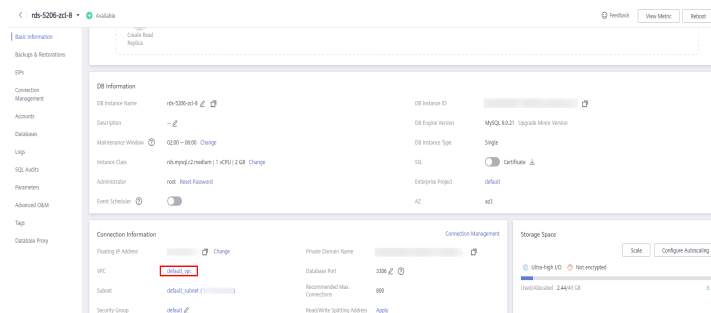 rds-5206-zcl-8 Available Feedback View Metric Reboot
Basic Information
Backups & Restorations
EIPs
Connection
Management
Accounts
Databases
Logs
SQL Audits
Parameters
Advanced O&M
Tags
Database Proxy
Create Read
Replica
DB Information
DB Instance Name rds-5206-zcl-8 DB Instance ID
Description -- DB Engine Version MySQL 8.0.21 Upgrade Minor Version
Maintenance Window 02:00 — 06:00 Change DB Instance Type Single
Instance Class rds.mysql.c2.medium | 1 vCPU | 2 GB Change SSL Certificate
Administrator root Reset Password Enterprise Project default
Event Scheduler AZ az3
Connection Information Connection Management
Floating IP Address Change Private Domain Name
VPC default_vpc Database Port 3306
Subnet default_subnet ( ) Recommended Max.
Connections 800
Security Group default Read/Write Splitting Address Apply
Storage Space
Scale Configure Autoscaling
Ultra-high I/O Not encrypted
Used/Allocated 2.44/40 GB 6.